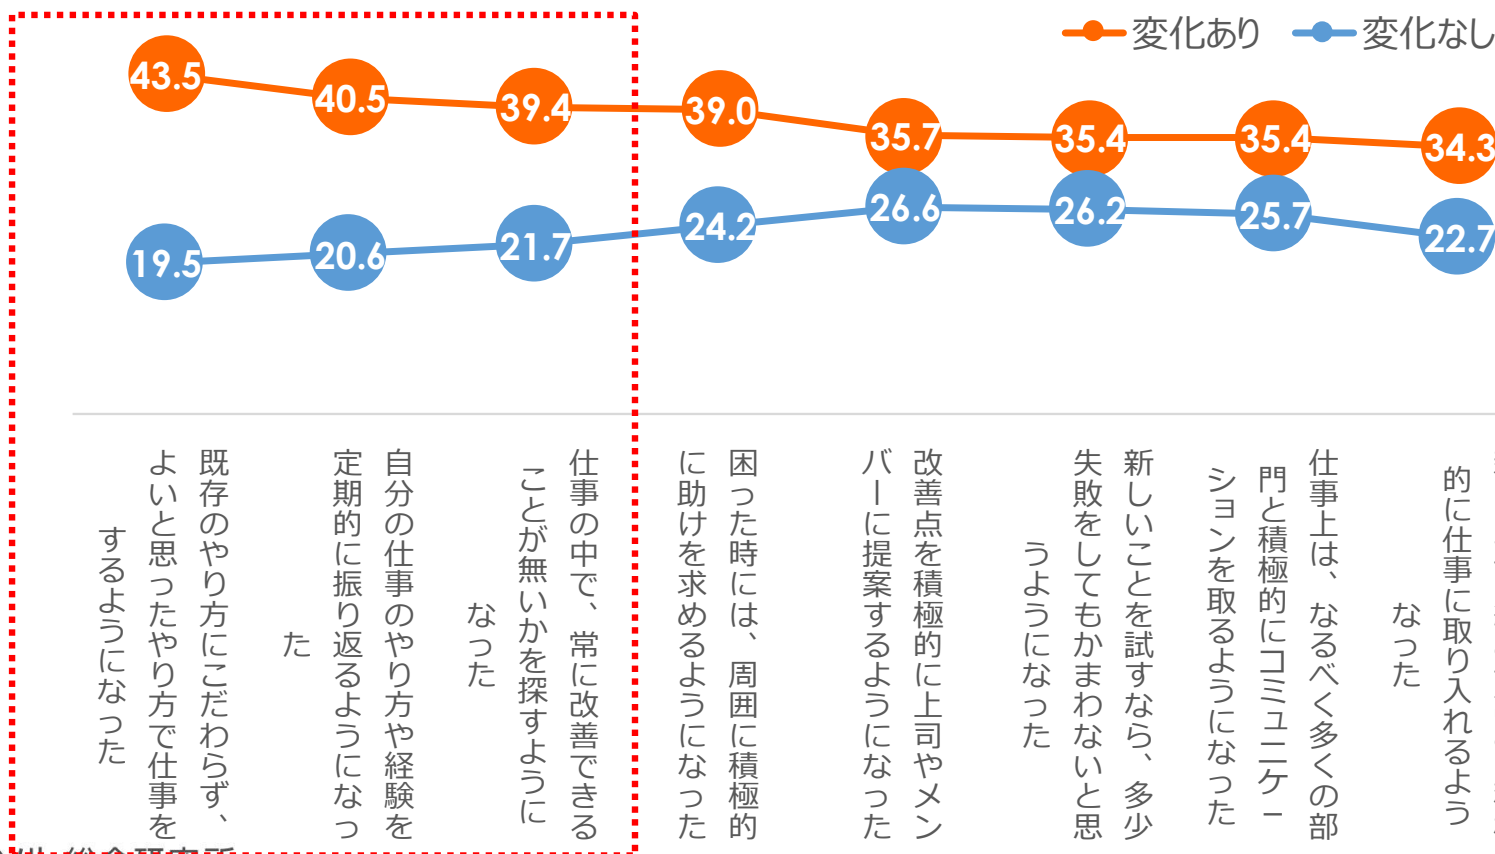 変化あり
変化なし
43.5
40.5
39.4
39.0
35.7
35.4
35.4
34.3
19.5
20.6
21.7
24.2
26.6
26.2
25.7
22.7
既存のやり方にこだわらず、
よいと思ったやり方で仕事を
するようになった
自分の仕事のやり方や経験を
定期的に振り返るようになっ
た
仕事の中で、常に改善できる
ことが無いかを探すように
なった
困った時には、周囲に積極的
に助けを求めるようになった
改善点を積極的に上司やメン
バーに提案するようになった
新しいことを試すなら、多少
失敗をしてもかまわないと思
うようになった
仕事上は、なるべく多くの部
門と積極的にコミュニケー
ションを取るようになった
的に仕事に取り入れるよう
なった
総合研究所